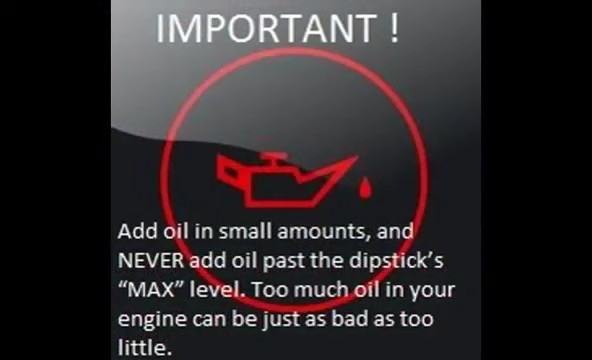 IMPORTANT !
Add oil in small amounts, and
NEVER add oil past the dipstick’s
“MAX” level. Too much oil in your
engine can be just as bad as too
little.